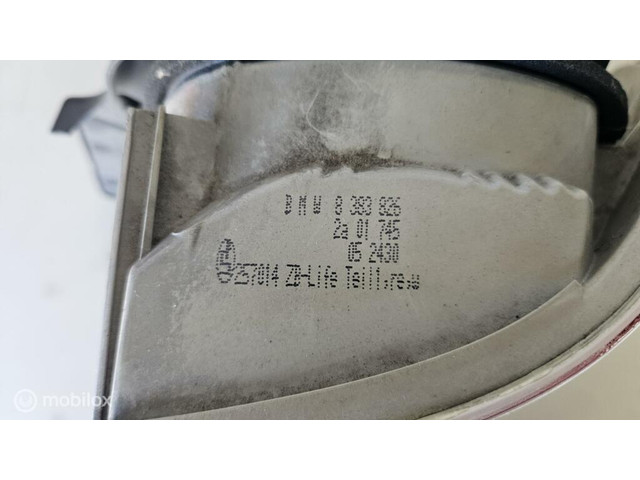 BMW 8 383 826
2a 01 745
05 2430
257014 ZB-Life Teill,re,w
mobilox